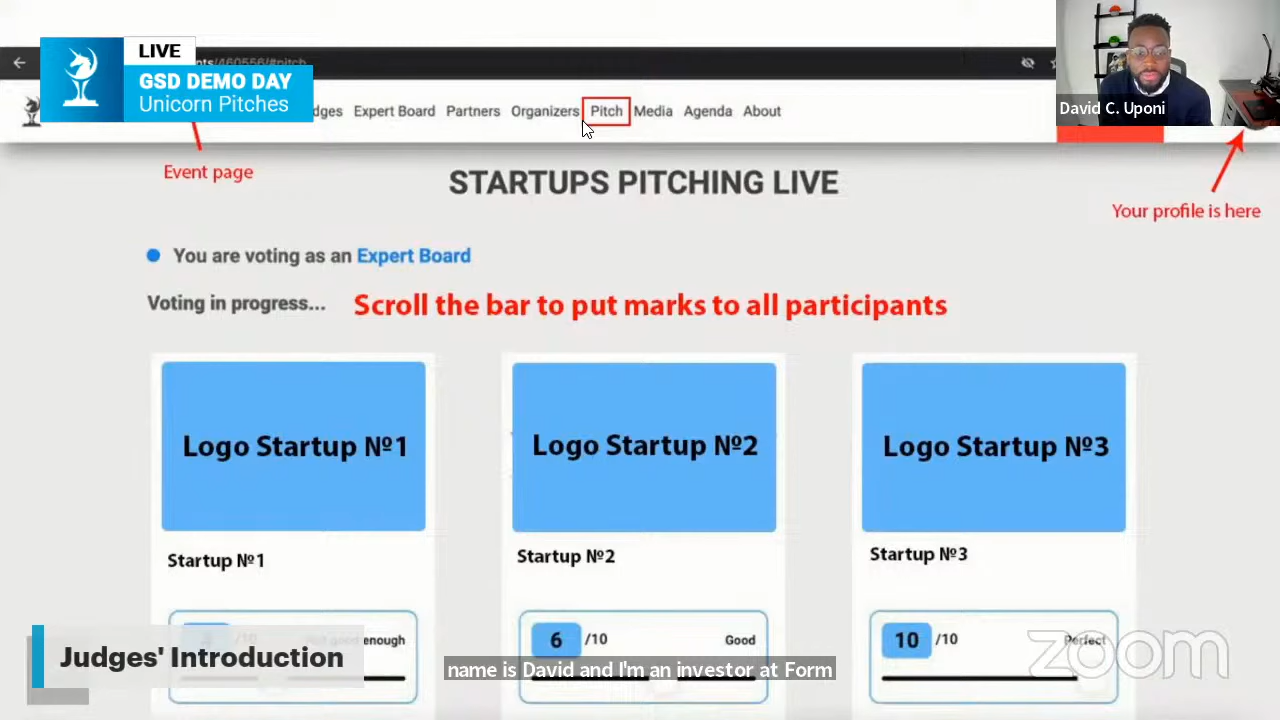 LIVE
GSD DEMO DAY
Unicorn Pitches
Expert Board Partners Organizers Pitch Media Agenda About
David C. Uponi
Event page
STARTUPS PITCHING LIVE
Your profile is here
You are voting as an Expert Board
Voting in progress... Scroll the bar to put marks to all participants
Logo Startup №1
Logo Startup №2
Logo Startup №3
Startup №1
Startup №2
Startup №3
/10 enough
6 /10 Good
10 /10 Perfect
Judges' Introduction
name is David and I'm an investor at Form
zoom